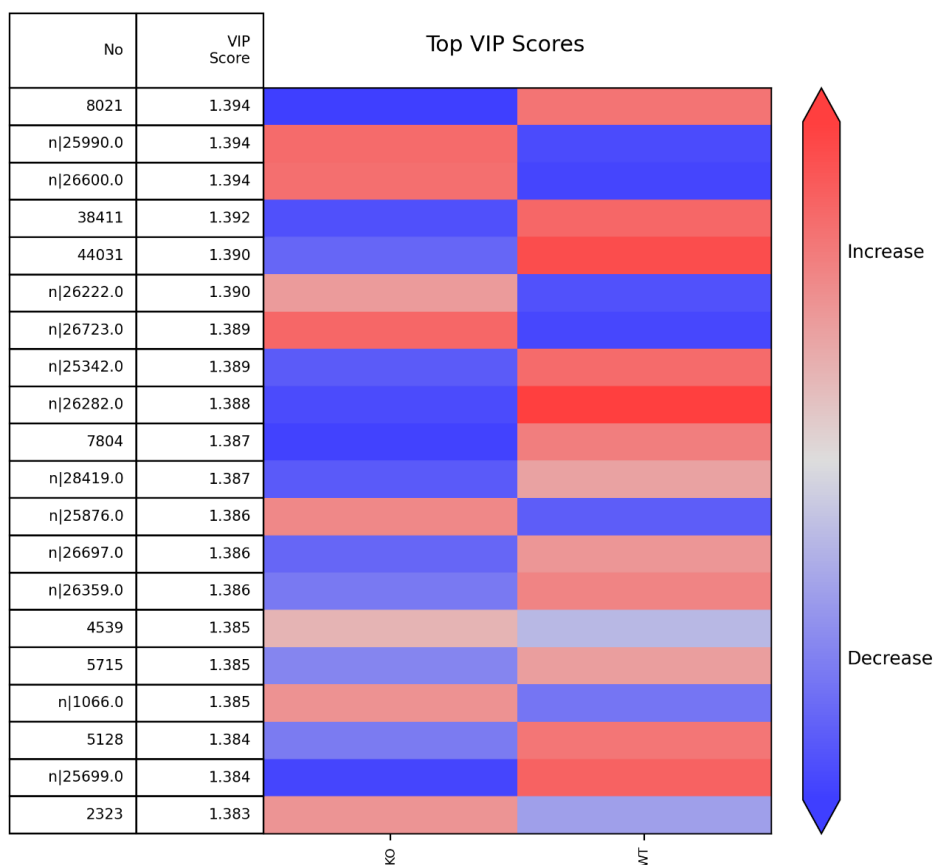 No
VIP
Score
Top VIP Scores
8021 1.394
n|25990.0 1.394
n|26600.0 1.394
38411 1.392
44031 1.390
n|26222.0 1.390
n|26723.0 1.389
n|25342.0 1.389
n|26282.0 1.388
7804 1.387
n|28419.0 1.387
n|25876.0 1.386
n|26697.0 1.386
n|26359.0 1.386
4539 1.385
5715 1.385
n|1066.0 1.385
5128 1.384
n|25699.0 1.384
2323 1.383
KO
WT
Increase
Decrease